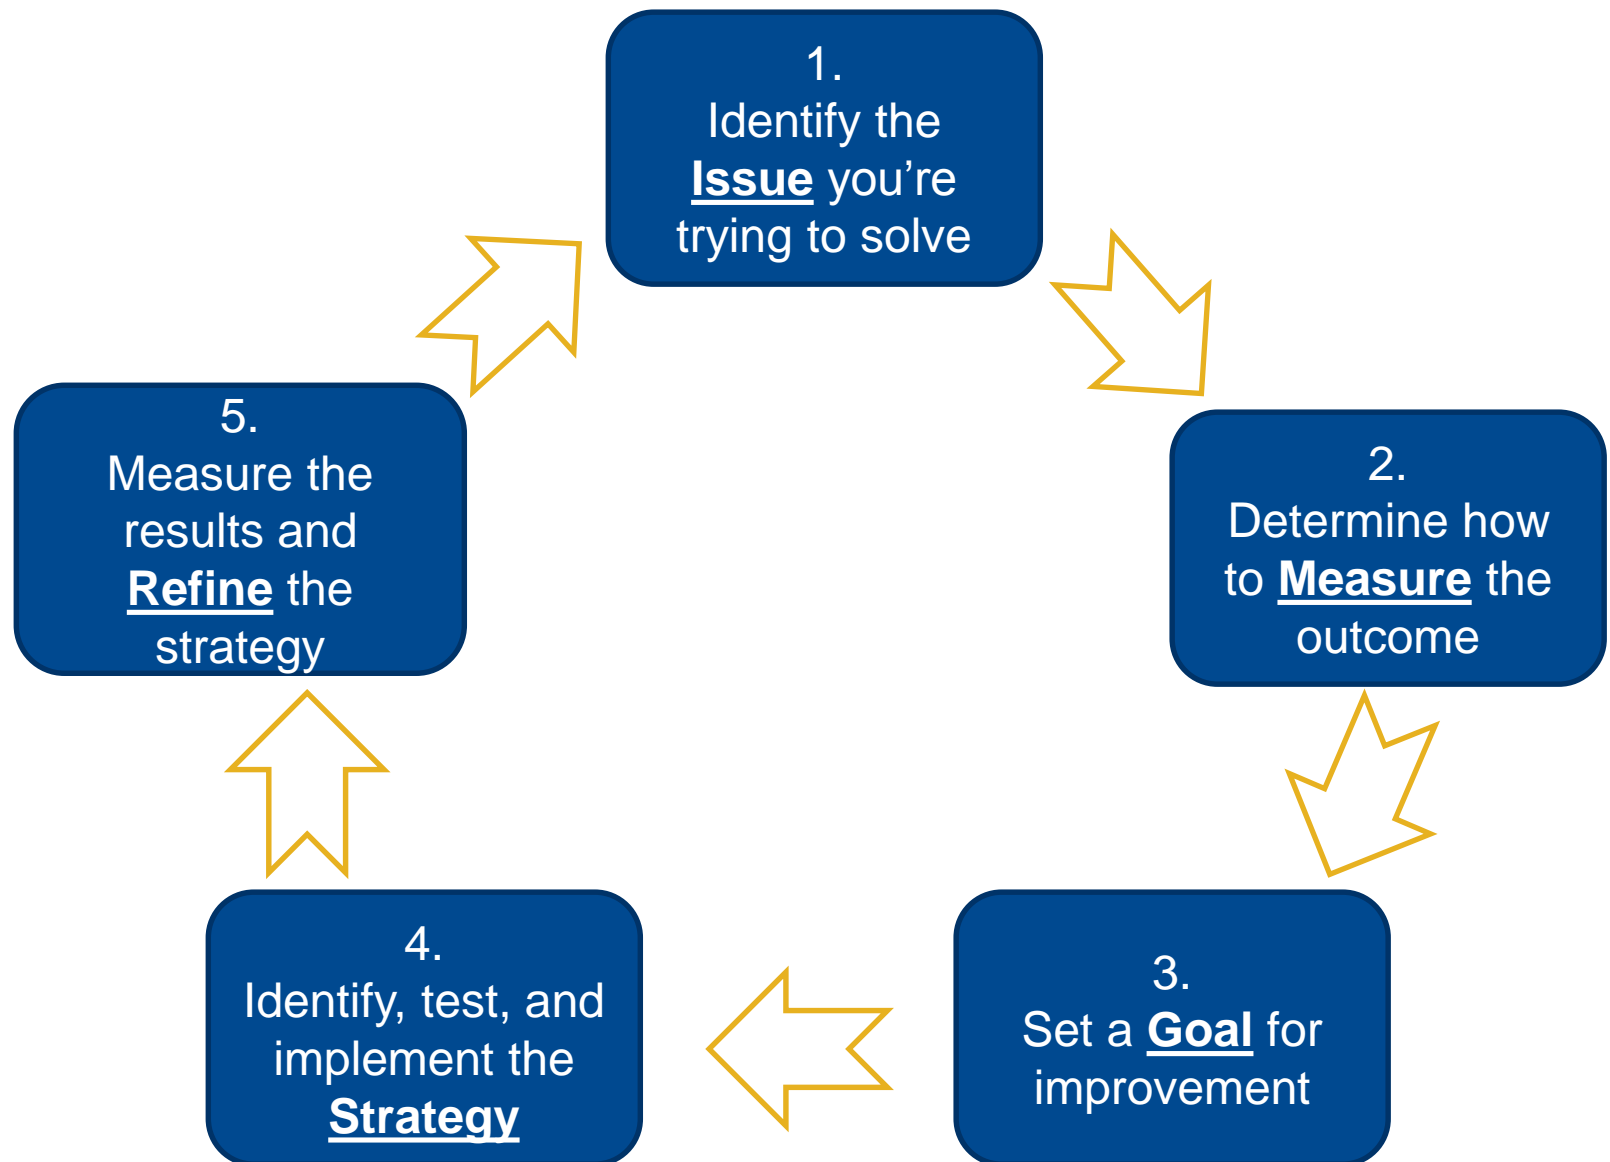 1.
Identify the
Issue you’re
trying to solve
2.
Determine how
to Measure the
outcome
3.
Set a Goal for
improvement
4.
Identify, test, and
implement the
Strategy
5.
Measure the
results and
Refine the
strategy